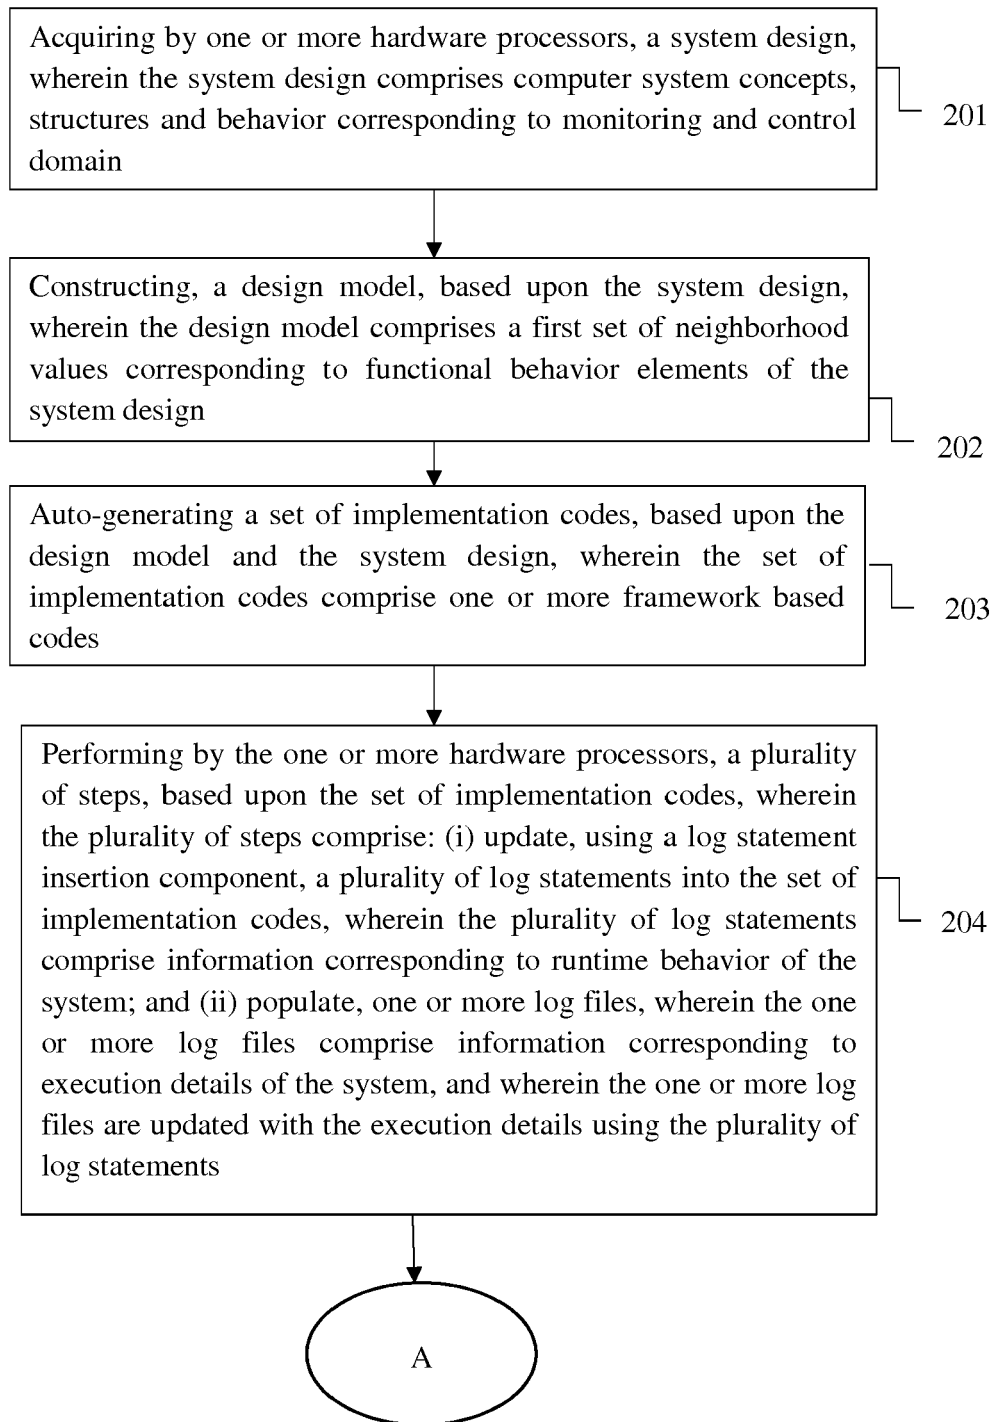 Acquiring by one or more hardware processors, a system design,
wherein the system design comprises computer system concepts,
structures and behavior corresponding to monitoring and control
domain
201
Constructing, a design model, based upon the system design,
wherein the design model comprises a first set of neighborhood
values corresponding to functional behavior elements of the
system design
202
Auto-generating a set of implementation codes, based upon the
design model and the system design, wherein the set of
implementation codes comprise one or more framework based
codes
203
Performing by the one or more hardware processors, a plurality
of steps, based upon the set of implementation codes, wherein
the plurality of steps comprise: (i) update, using a log statement
insertion component, a plurality of log statements into the set of
implementation codes, wherein the plurality of log statements
comprise information corresponding to runtime behavior of the
system; and (ii) populate, one or more log files, wherein the one
or more log files comprise information corresponding to
execution details of the system, and wherein the one or more log
files are updated with the execution details using the plurality of
log statements
204
A